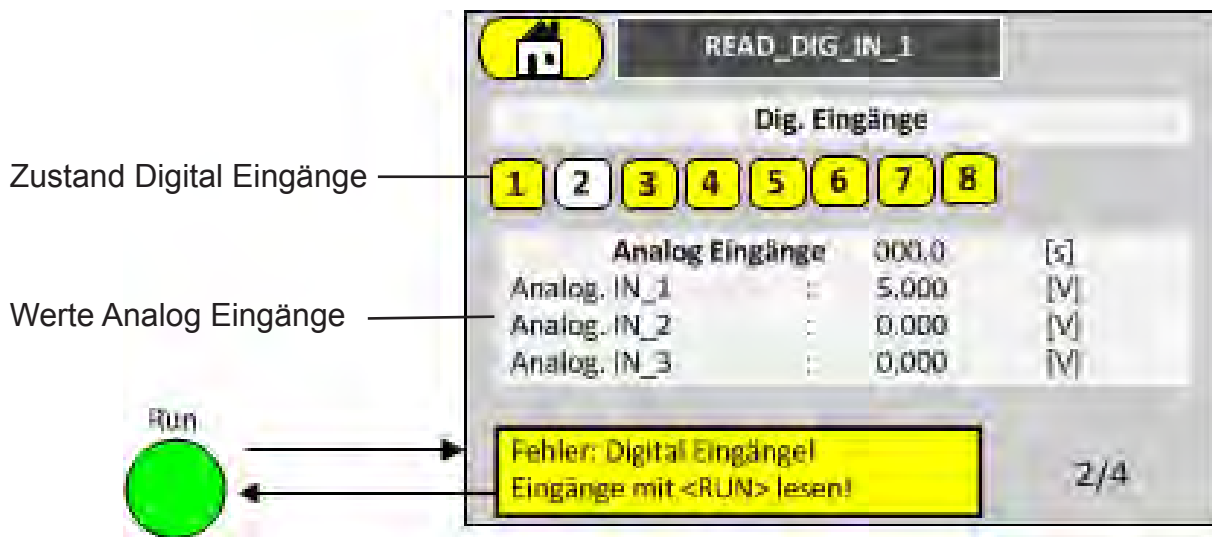 READ_DIG_IN_1
Dig. Eingänge
Zustand Digital Eingänge
1 2 3 4 5 6 7 8
Analog Eingänge 000.0 [s]
Analog. IN_1 : 5.000 [V]
Werte Analog Eingänge
Analog. IN_2 : 0.000 [V]
Analog. IN_3 : 0,000 [V]
Run
Fehler: Digital Eingänge!
Eingänge mit <RUN> lesen!
2/4